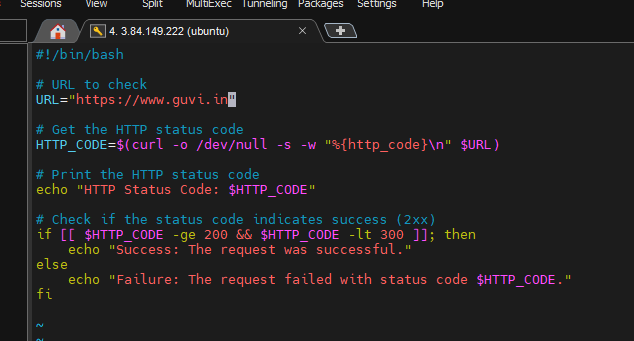 Sessions View Split MultiExec Tunneling Packages Settings Help
4. 3.84.149.222 (ubuntu)
#!/bin/bash
# URL to check
URL="https://www.guvi.in"
# Get the HTTP status code
HTTP_CODE=$(curl -o /dev/null -s -w "%{http_code}\n" $URL)
# Print the HTTP status code
echo "HTTP Status Code: $HTTP_CODE"
# Check if the status code indicates success (2xx)
if [[ $HTTP_CODE -ge 200 && $HTTP_CODE -lt 300 ]]; then
    echo "Success: The request was successful."
else
    echo "Failure: The request failed with status code $HTTP_CODE."
fi
~
~